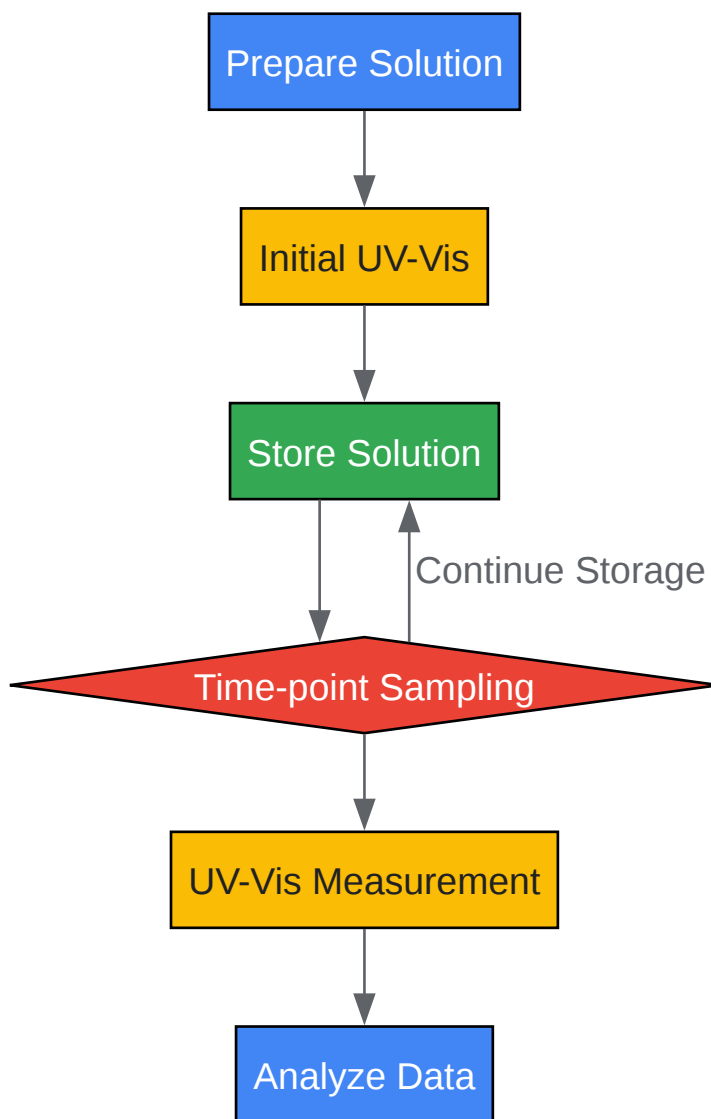 Prepare Solution
Initial UV-Vis
Store Solution
Continue Storage
Time-point Sampling
UV-Vis Measurement
Analyze Data